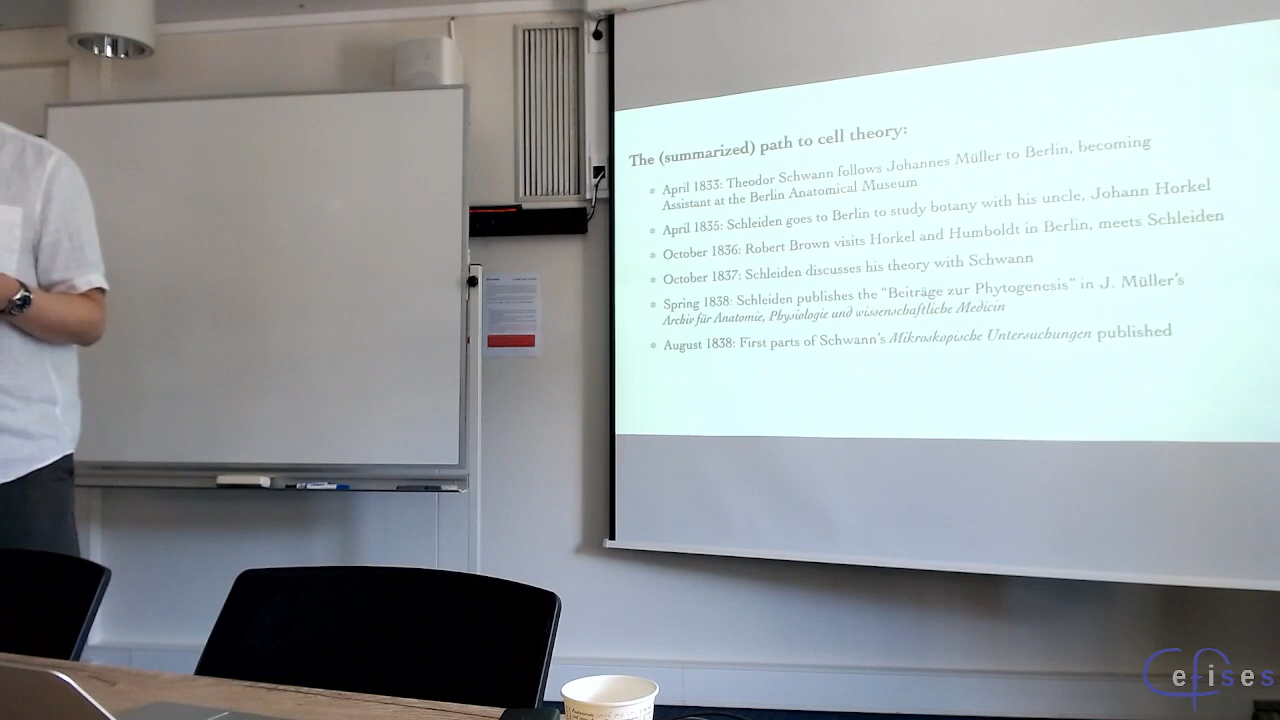 The (summarized) path to cell theory:
April 1833: Theodor Schwann follows Johannes Müller to Berlin, becoming
Assistant at the Berlin Anatomical Museum
April 1835: Schleiden goes to Berlin to study botany with his uncle, Johann Horkel
October 1836: Robert Brown visits Horkel and Humboldt in Berlin, meets Schleiden
October 1837: Schleiden discusses his theory with Schwann
Spring 1838: Schleiden publishes the "Beiträge zur Phytogenesis" in J. Müller's
Archiv für Anatomie, Physiologie und wissenschaftliche Medicin
August 1838: First parts of Schwann's Mikroskopische Untersuchungen published
Cefises